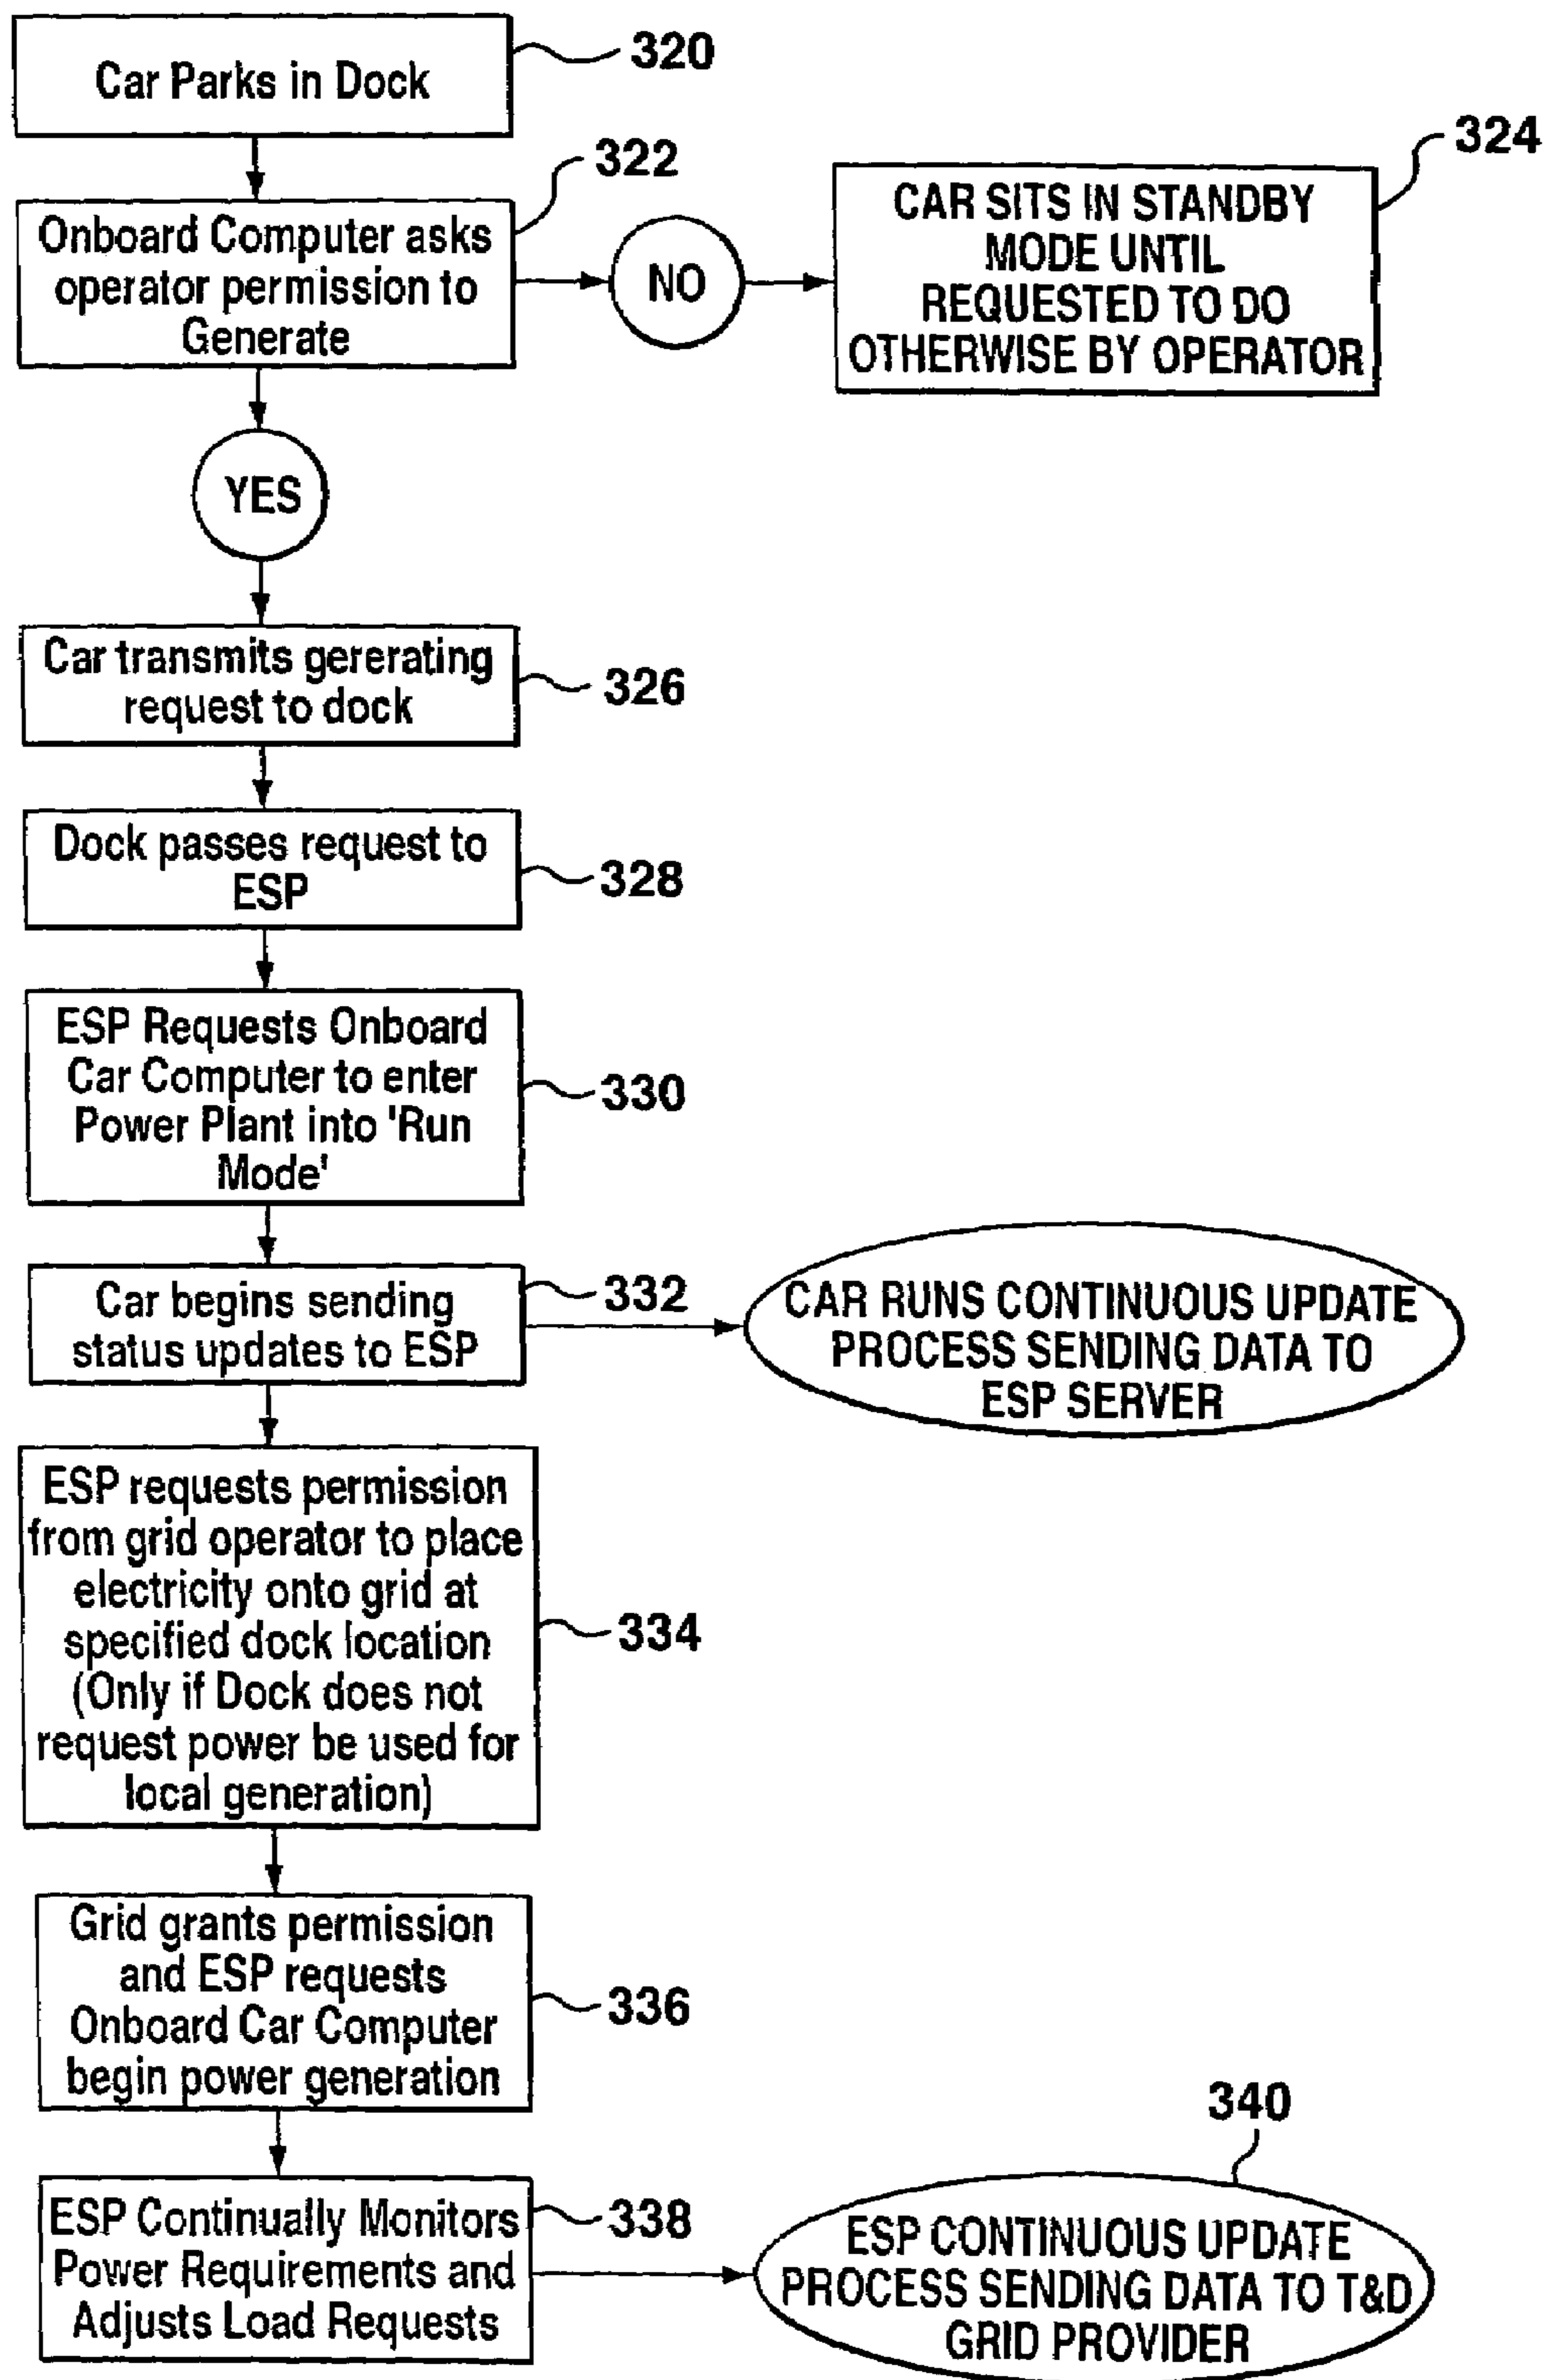 Car Parks in Dock
320
322
Onboard Computer asks
operator permission to
Generate
NO
324
CAR SITS IN STANDBY
MODE UNTIL
REQUESTED TO DO
OTHERWISE BY OPERATOR
YES
Car transmits gererating
request to dock
326
Dock passes request to
ESP
328
ESP Requests Onboard
Car Computer to enter
Power Plant into 'Run
Mode'
330
Car begins sending
status updates to ESP
332
CAR RUNS CONTINUOUS UPDATE
PROCESS SENDING DATA TO
ESP SERVER
ESP requests permission
from grid operator to place
electricity onto grid at
specified dock location
(Only if Dock does not
request power be used for
local generation)
334
Grid grants permission
and ESP requests
Onboard Car Computer
begin power generation
336
ESP Continually Monitors
Power Requirements and
Adjusts Load Requests
338
340
ESP CONTINUOUS UPDATE
PROCESS SENDING DATA TO T&D
GRID PROVIDER